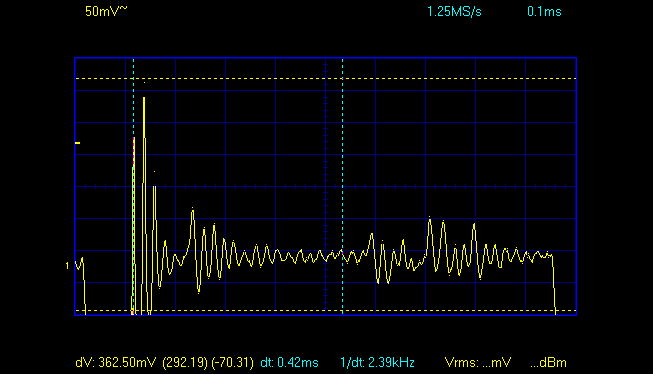 50mV~ 1.25MS/s 0.1ms
1
dV: 362.50mV (292.19) (-70.31) dt: 0.42ms 1/dt: 2.39kHz Vrms: ...mV ...dBm